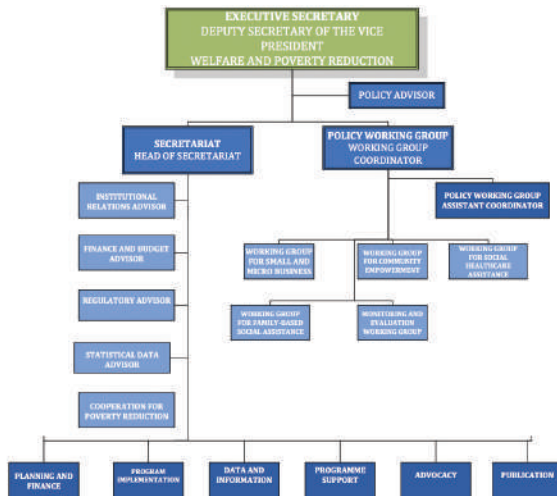 EXECUTIVE SECRETARY
DEPUTY SECRETARY OF THE VICE
PRESIDENT
WELFARE AND POVERTY REDUCTION
POLICY ADVISOR
SECRETARIAT
HEAD OF SECRETARIAT
POLICY WORKING GROUP
WORKING GROUP
COORDINATOR
INSTITUTIONAL
RELATIONS ADVISOR
POLICY WORKING GROUP
ASSISTANT COORDINATOR
FINANCE AND BUDGET
ADVISOR
WORKING GROUP
FOR SMALL AND
MICRO BUSINESS
WORKING GROUP
FOR COMMUNITY
EMPOWERMENT
WORKING GROUP
FOR SOCIAL
HEALTHCARE
ASSISTANCE
REGULATORY ADVISOR
WORKING GROUP
FOR FAMILY-BASED
SOCIAL ASSISTANCE
MONITORING AND
EVALUATION
WORKING GROUP
STATISTICAL DATA
ADVISOR
COOPERATION FOR
POVERTY REDUCTION
PLANNING AND
FINANCE
PROGRAM
IMPLEMENTATION
DATA AND
INFORMATION
PROGRAMME
SUPPORT
ADVOCACY
PUBLICATION